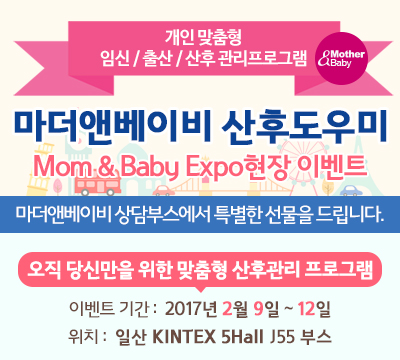 개인 맞춤형
임신 / 출산 / 산후 관리프로그램
Mother
&Baby
마더앤베이비 산후도우미
Mom & Baby Expo현장 이벤트
마더앤베이비 상담부스에서 특별한 선물을 드립니다.
오직 당신만을 위한 맞춤형 산후관리 프로그램
이벤트 기간 : 2017년 2월 9일 ~ 12일
위치 : 일산 KINTEX 5Hall J55 부스